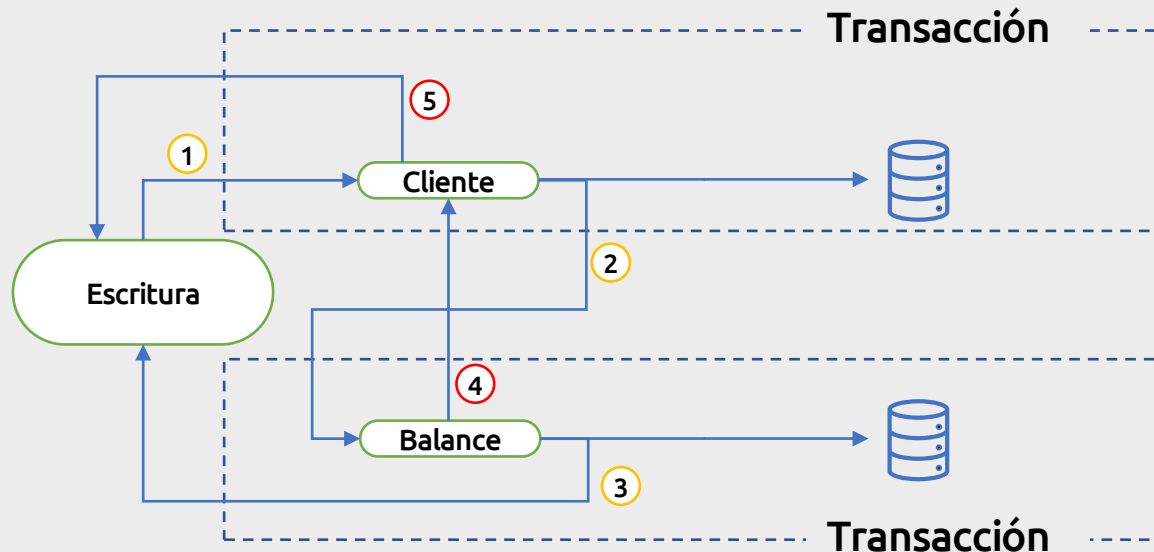 Transacción
5
1
Cliente
2
Escritura
4
Balance
3
Transacción